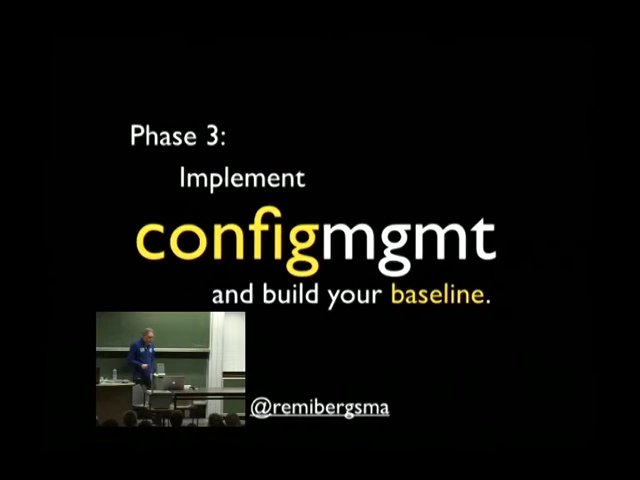 Phase 3:
Implement
configmgmt
and build your baseline.
@remibergsma